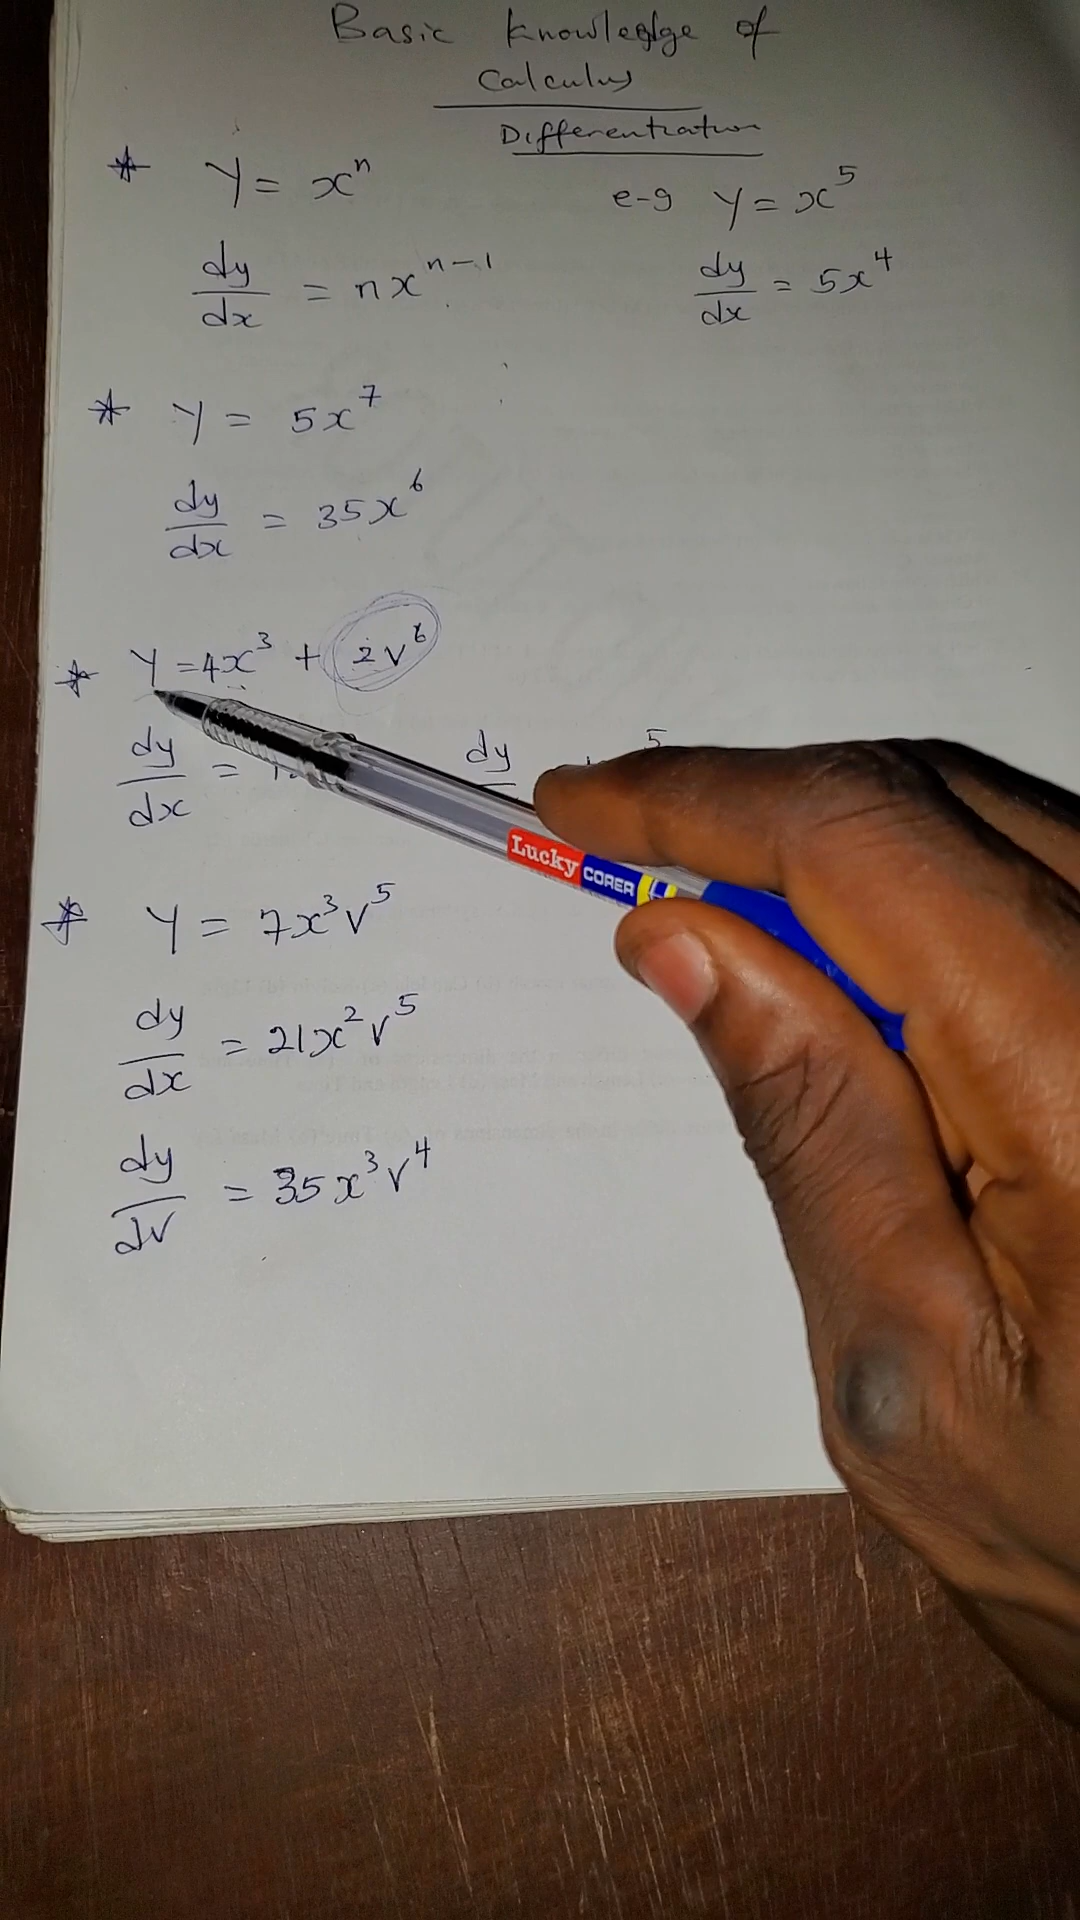 Basic Knowledge of
Calculus
Differentiation
* Y = x^n e-g Y = x^5
dy/dx = nx^{n-1} dy/dx = 5x^4
* Y = 5x^7
dy/dx = 35x^6
* Y = 4x^3 + 2v^6
dy/dx = dy 5
Lucky CORER
* Y = 7x^3v^5
dy/dx = 21x^2v^5
dy/dv = 35x^3v^4